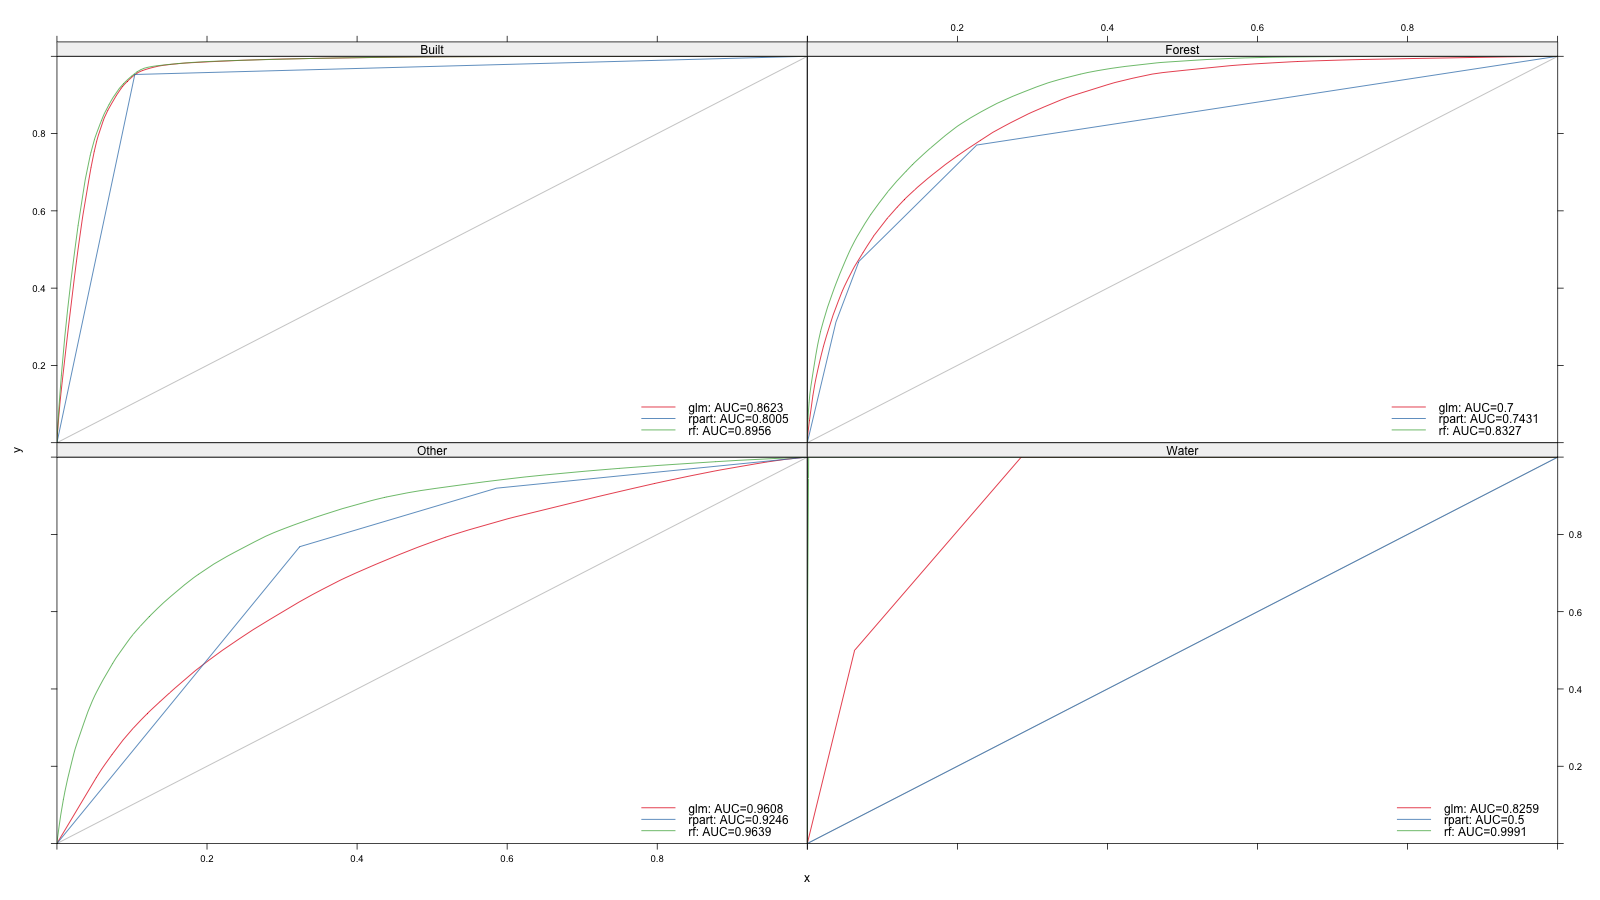 0.2 0.4 0.6 0.8
Built
Forest
0.8
0.6
0.4
0.2
glm: AUC=0.8623
rpart: AUC=0.8005
rf: AUC=0.8956
glm: AUC=0.7
rpart: AUC=0.7431
rf: AUC=0.8327
y
Other
Water
0.8
0.6
0.4
0.2
glm: AUC=0.9608
rpart: AUC=0.9246
rf: AUC=0.9639
glm: AUC=0.8259
rpart: AUC=0.5
rf: AUC=0.9991
0.2 0.4 0.6 0.8
x